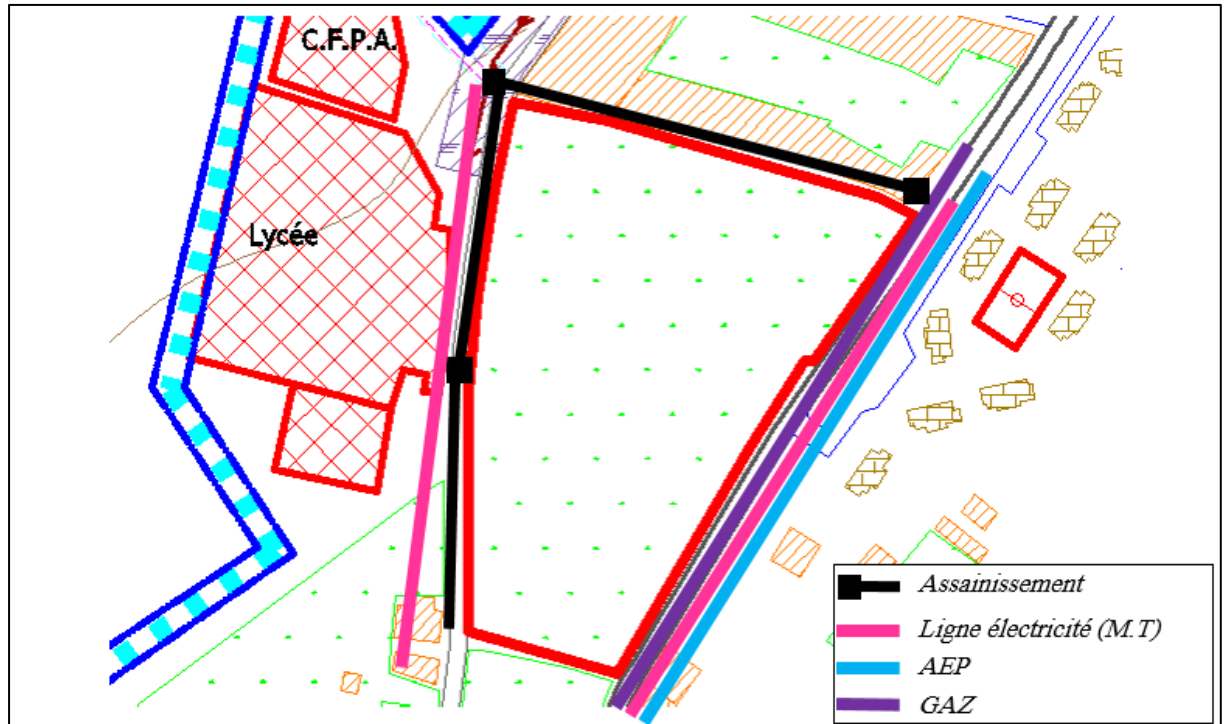 C.F.P.A.
Lycée
Assainissement
Ligne électricité (M.T)
AEP
GAZ